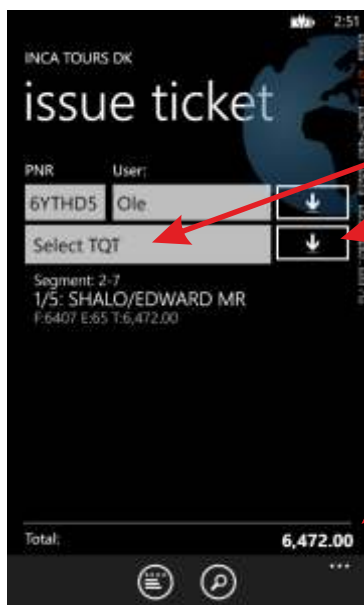 2:51
INCA TOURS DK
issue ticket
PNR User:
6YTHD5 Ole
Select TQT
Segment: 2-7
1/5: SHALO/EDWARD MR
F:6407 E:65 T:6,472.00
Total: 6,472.00